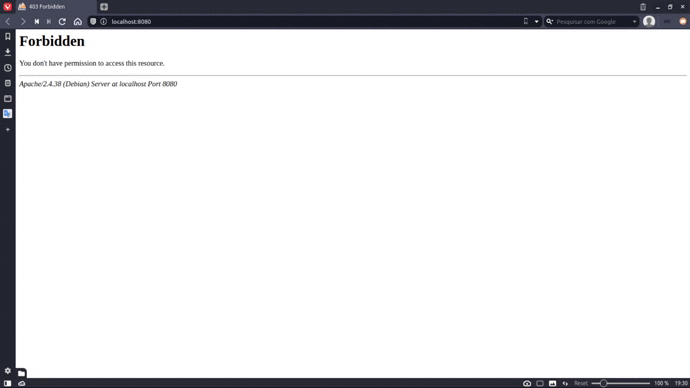 403 Forbidden
localhost:8080
Pesquisar com Google
Forbidden
You don't have permission to access this resource.
Apache/2.4.38 (Debian) Server at localhost Port 8080
Reset
100 %
19:30